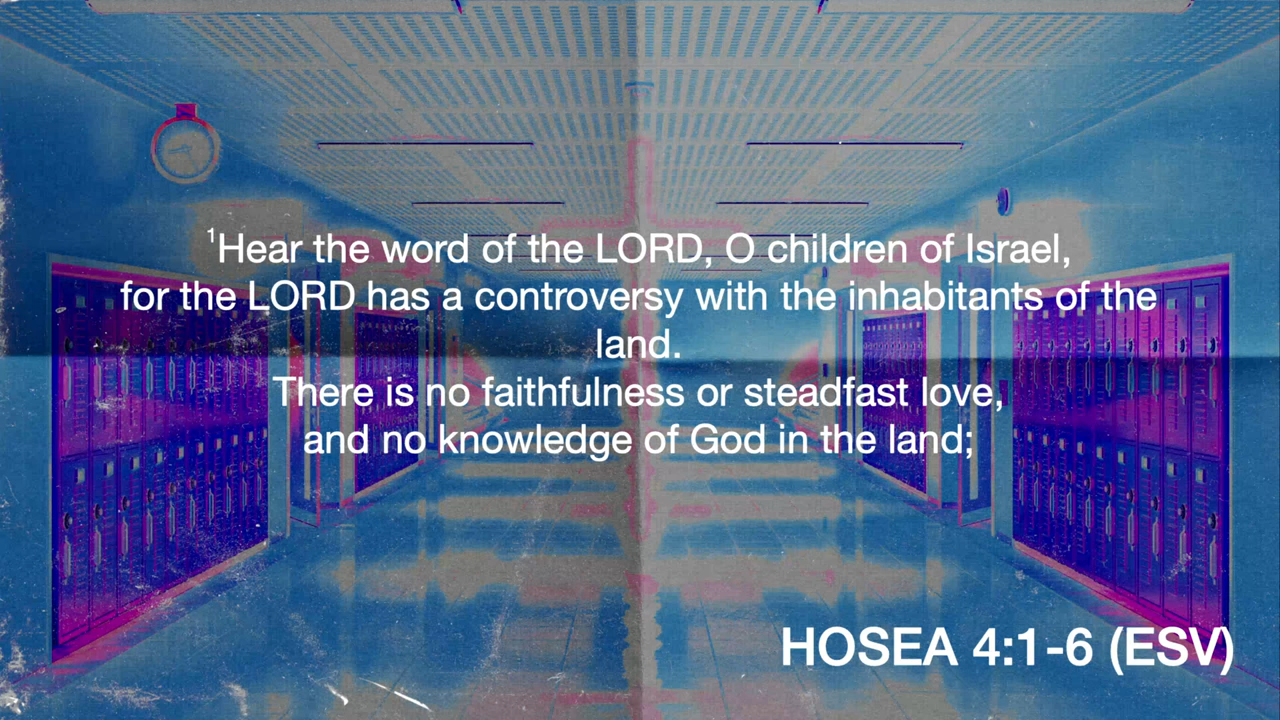 ¹Hear the word of the LORD, O children of Israel,
for the LORD has a controversy with the inhabitants of the
land.
There is no faithfulness or steadfast love,
and no knowledge of God in the land;
HOSEA 4:1-6 (ESV)